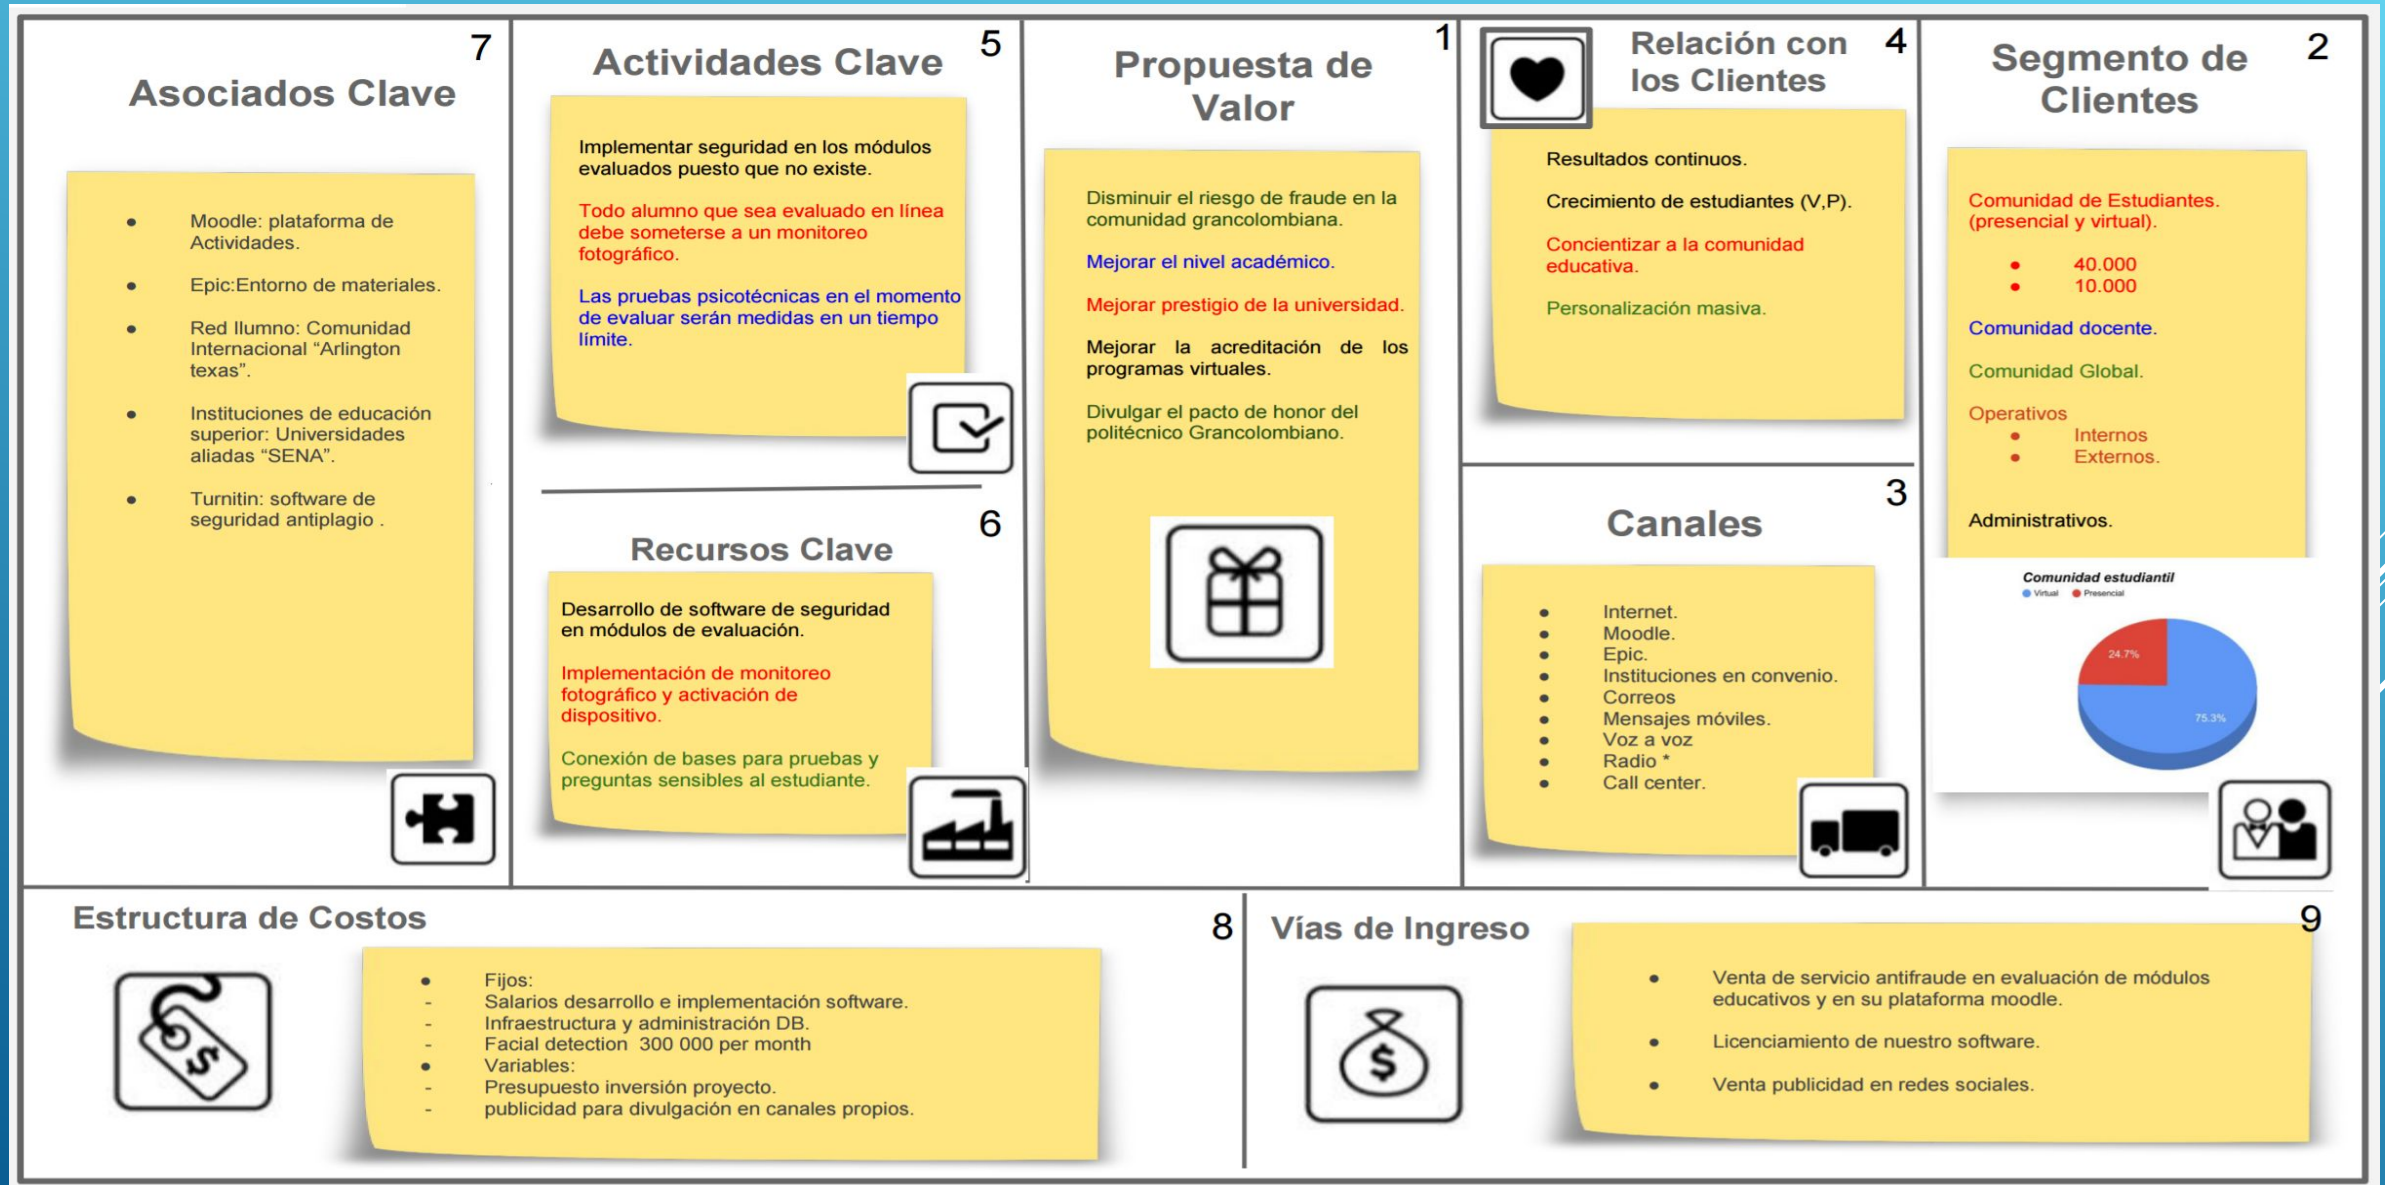 7
Asociados Clave
● Moodle: plataforma de
Actividades.
● Epic:Entorno de materiales.
● Red Ilumno: Comunidad
Internacional “Arlington
texas”.
● Instituciones de educación
superior: Universidades
aliadas “SENA”.
● Turnitin: software de
seguridad antiplagio .
5
Actividades Clave
Implementar seguridad en los módulos
evaluados puesto que no existe.
Todo alumno que sea evaluado en línea
debe someterse a un monitoreo
fotográfico.
Las pruebas psicotécnicas en el momento
de evaluar serán medidas en un tiempo
límite.
6
Recursos Clave
Desarrollo de software de seguridad
en módulos de evaluación.
Implementación de monitoreo
fotográfico y activación de
dispositivo.
Conexión de bases para pruebas y
preguntas sensibles al estudiante.
1
Propuesta de
Valor
Disminuir el riesgo de fraude en la
comunidad grancolombiana.
Mejorar el nivel académico.
Mejorar prestigio de la universidad.
Mejorar la acreditación de los
programas virtuales.
Divulgar el pacto de honor del
politécnico Grancolombiano.
4
Relación con
los Clientes
Resultados continuos.
Crecimiento de estudiantes (V,P).
Concientizar a la comunidad
educativa.
Personalización masiva.
3
Canales
● Internet.
● Moodle.
● Epic.
● Instituciones en convenio.
● Correos
● Mensajes móviles.
● Voz a voz
● Radio *
● Call center.
2
Segmento de
Clientes
Comunidad de Estudiantes.
(presencial y virtual).
● 40.000
● 10.000
Comunidad docente.
Comunidad Global.
Operativos
● Internos
● Externos.
Administrativos.
Comunidad estudiantil
Virtual Presencial
24.7%
75.3%
Estructura de Costos
8
● Fijos:
- Salarios desarrollo e implementación software.
- Infraestructura y administración DB.
- Facial detection 300 000 per month
● Variables:
- Presupuesto inversión proyecto.
- publicidad para divulgación en canales propios.
$
Vías de Ingreso
9
● Venta de servicio antifraude en evaluación de módulos
educativos y en su plataforma moodle.
● Licenciamiento de nuestro software.
● Venta publicidad en redes sociales.
$